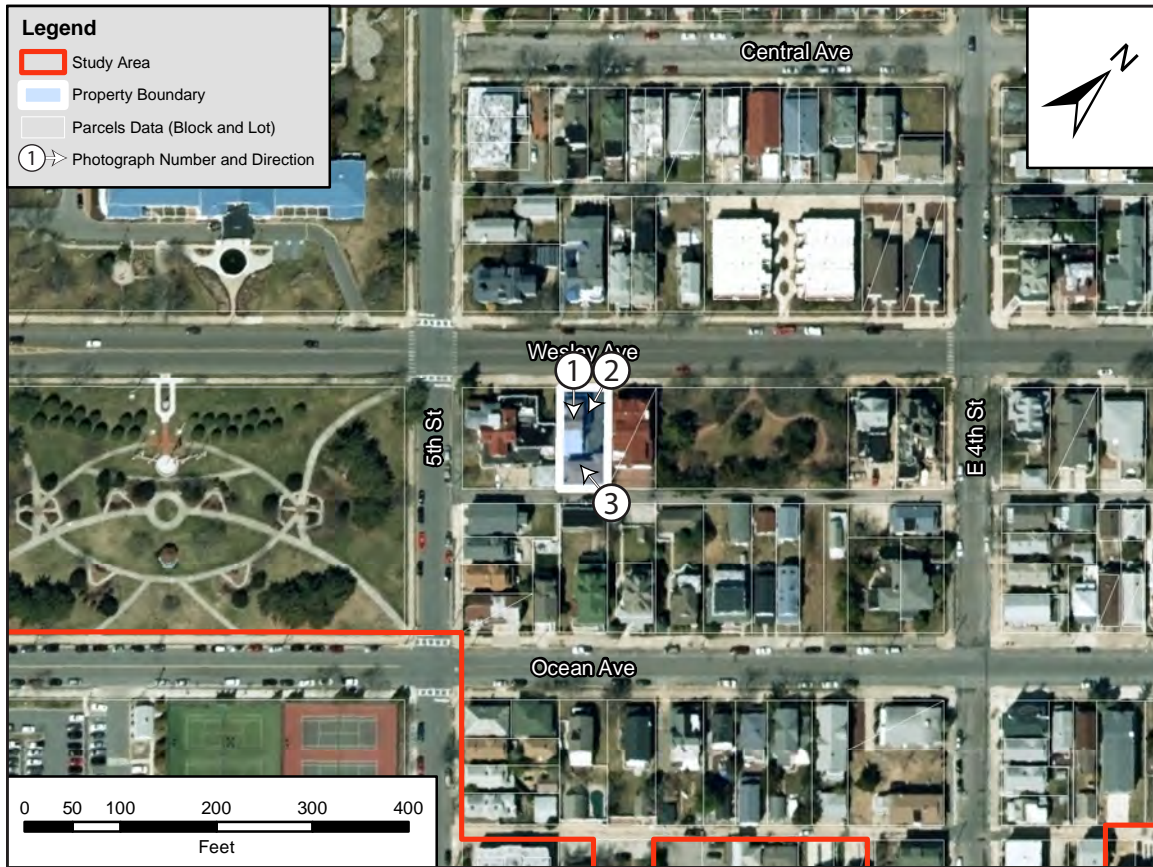 Legend
Study Area
Property Boundary
Parcels Data (Block and Lot)
1 Photograph Number and Direction
N
Central Ave
Wesley Ave
1 2
3
5th St
E 4th St
Ocean Ave
0 50 100 200 300 400
Feet